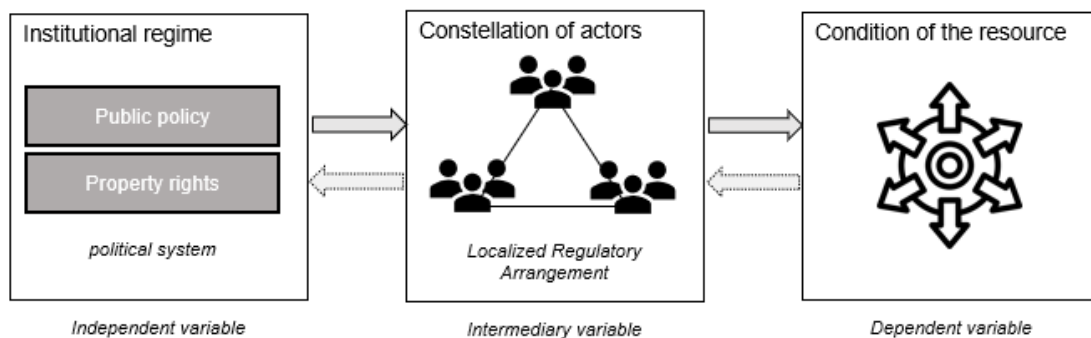 Institutional regime
Public policy
Property rights
political system
Independent variable
Constellation of actors
Localized Regulatory
Arrangement
Intermediary variable
Condition of the resource
Dependent variable